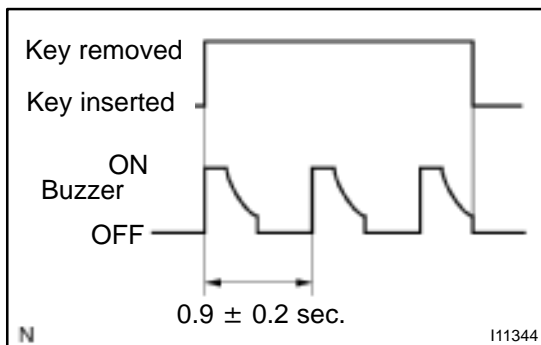 Key removed
Key inserted
ON
Buzzer
OFF
0.9 ± 0.2 sec.
N
I11344